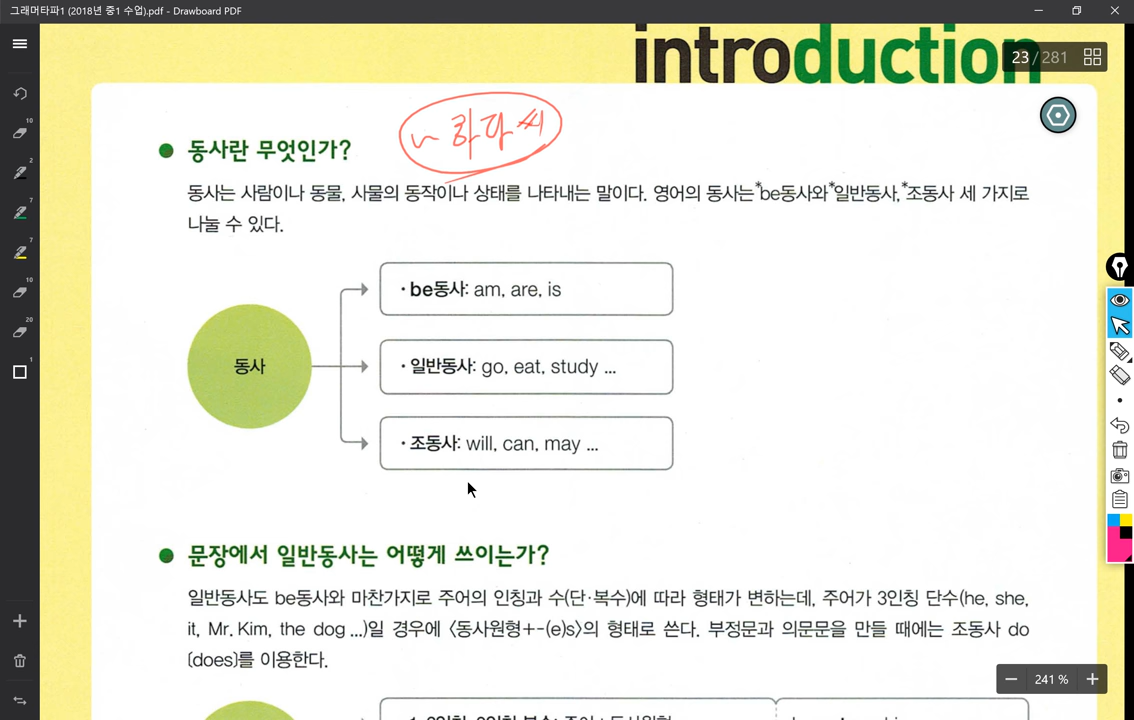 그래머타파1 (2018년 중1 수업).pdf - Drawboard PDF
introduction
23 / 281
~ 하다 씨
동사란 무엇인가?
동사는 사람이나 동물, 사물의 동작이나 상태를 나타내는 말이다. 영어의 동사는 *be동사와 *일반동사, *조동사 세 가지로
나눌 수 있다.
· be동사: am, are, is
동사
· 일반동사: go, eat, study ...
· 조동사: will, can, may ...
문장에서 일반동사는 어떻게 쓰이는가?
일반동사도 be동사와 마찬가지로 주어의 인칭과 수(단·복수)에 따라 형태가 변하는데, 주어가 3인칭 단수(he, she,
it, Mr. Kim, the dog ...)일 경우에 〈동사원형+-(e)s〉의 형태로 쓴다. 부정문과 의문문을 만들 때에는 조동사 do
(does)를 이용한다.
241 %
10
2
7
7
10
20
1